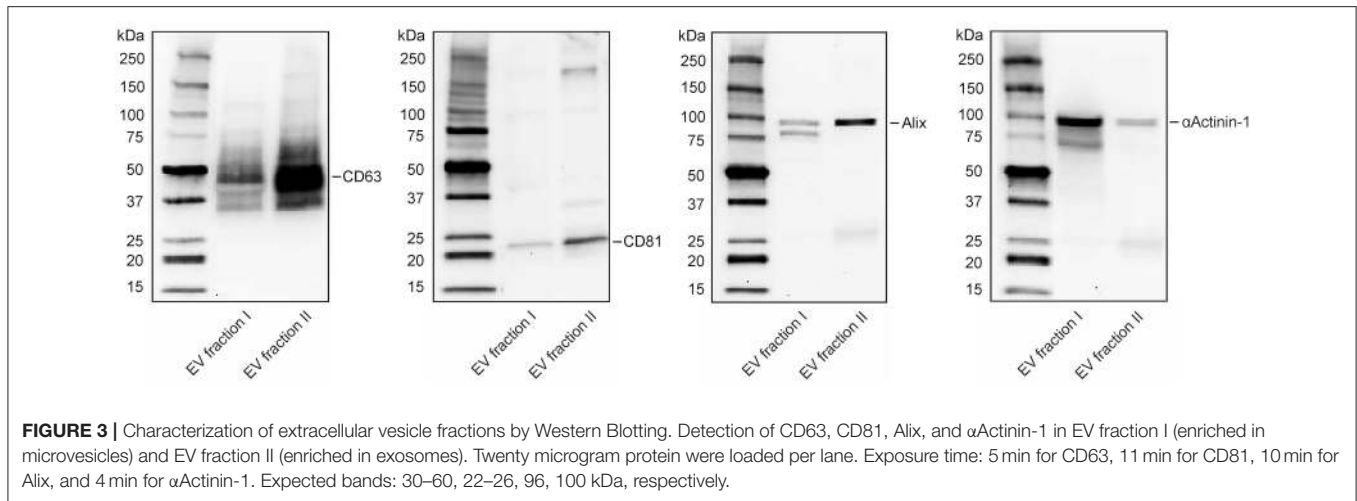 kDa
250
150
100
75
50
37
25
20
15
–CD63
EV fraction I
EV fraction II
kDa
250
150
100
75
50
37
25
20
15
–CD81
EV fraction I
EV fraction II
kDa
250
150
100
75
50
37
25
20
15
–Alix
EV fraction I
EV fraction II
kDa
250
150
100
75
50
37
25
20
15
–αActinin-1
EV fraction I
EV fraction II
FIGURE 3 | Characterization of extracellular vesicle fractions by Western Blotting. Detection of CD63, CD81, Alix, and αActinin-1 in EV fraction I (enriched in
microvesicles) and EV fraction II (enriched in exosomes). Twenty microgram protein were loaded per lane. Exposure time: 5 min for CD63, 11 min for CD81, 10 min for
Alix, and 4 min for αActinin-1. Expected bands: 30–60, 22–26, 96, 100 kDa, respectively.